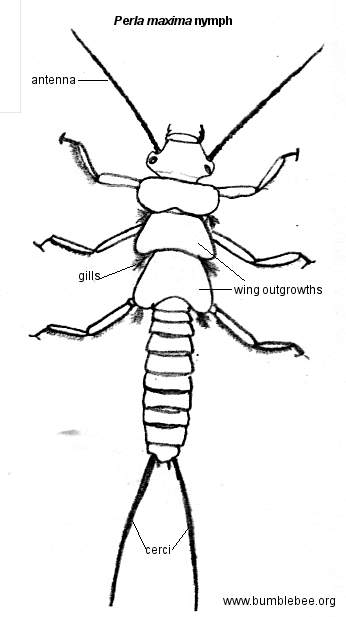 Perla maxima nymph
antenna
gills
wing outgrowths
cerci
www.bumblebee.org